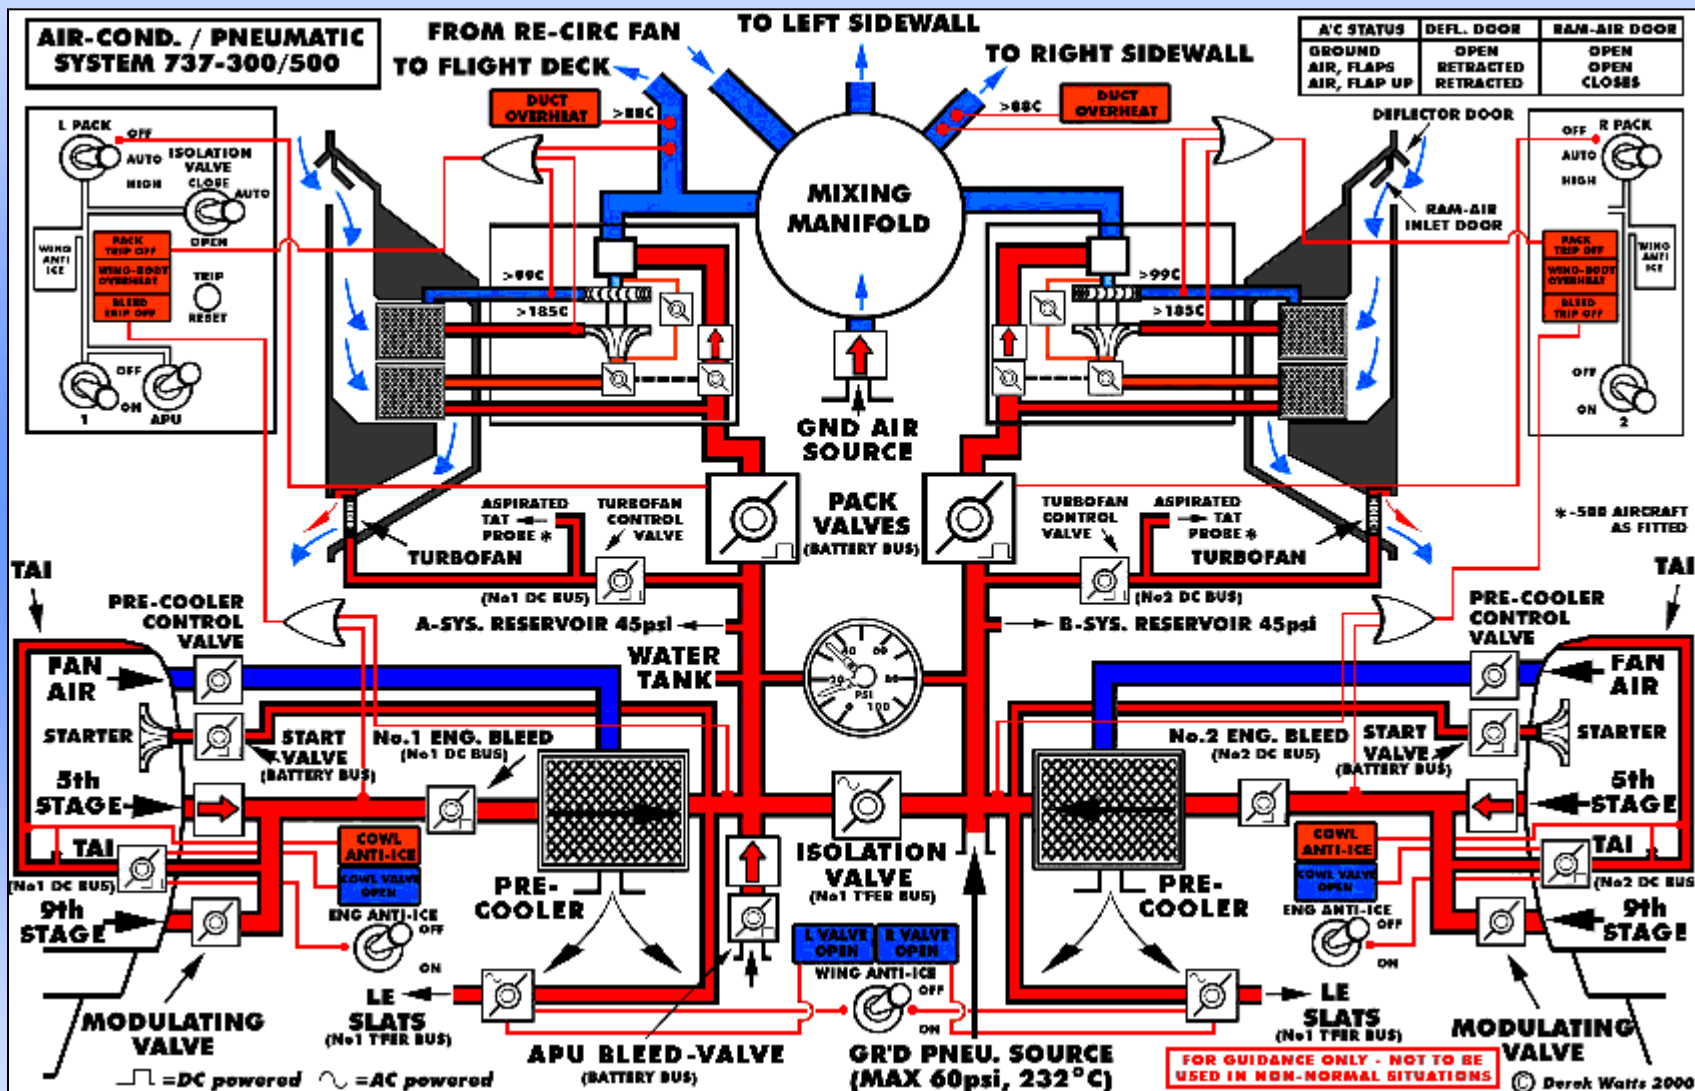 AIR-COND. / PNEUMATIC
SYSTEM 737-300/500
FROM RE-CIRC FAN
TO LEFT SIDEWALL
TO FLIGHT DECK
TO RIGHT SIDEWALL
A'C STATUS DEFL. DOOR RAM-AIR DOOR
GROUND OPEN OPEN
AIR, FLAPS RETRACTED OPEN
AIR, FLAP UP RETRACTED CLOSES
DUCT
OVERHEAT
>88C
>88C
DUCT
OVERHEAT
DEFLECTOR DOOR
RAM-AIR
INLET DOOR
L PACK
OFF
AUTO
HIGH
ISOLATION
VALVE
CLOSE
AUTO
OPEN
WING
ANTI
ICE
PACK
TRIP OFF
WING-BODY
OVERHEAT
BLEED
TRIP OFF
TRIP
RESET
OFF
ON
1
APU
R PACK
OFF
AUTO
HIGH
PACK
TRIP OFF
WING-BODY
OVERHEAT
BLEED
TRIP OFF
WING
ANTI
ICE
OFF
ON
2
MIXING
MANIFOLD
>99C
>185C
>99C
>185C
GND AIR
SOURCE
PACK
VALVES
(BATTERY BUS)
ASPIRATED
TAT
PROBE *
TURBOFAN
CONTROL
VALVE
TURBOFAN
(No1 DC BUS)
TURBOFAN
CONTROL
VALVE
ASPIRATED
TAT
PROBE *
TURBOFAN
(No2 DC BUS)
*-500 AIRCRAFT
AS FITTED
A-SYS. RESERVOIR 45psi
B-SYS. RESERVOIR 45psi
WATER
TANK
0 20 40 60 80 100
PSI
TAI
PRE-COOLER
CONTROL
VALVE
FAN
AIR
STARTER
START
VALVE
(BATTERY BUS)
No.1 ENG. BLEED
(No1 DC BUS)
5th
STAGE
TAI
(No1 DC BUS)
9th
STAGE
COWL
ANTI-ICE
COWL VALVE
OPEN
ENG ANTI-ICE
OFF
ON
PRE-
COOLER
LE
SLATS
(No1 T'FER BUS)
MODULATING
VALVE
APU BLEED-VALVE
(BATTERY BUS)
ISOLATION
VALVE
(No1 T'FER BUS)
L VALVE
OPEN
R VALVE
OPEN
WING ANTI-ICE
OFF
ON
GR'D PNEU. SOURCE
(MAX 60psi, 232°C)
TAI
PRE-COOLER
CONTROL
VALVE
FAN
AIR
STARTER
START
VALVE
(BATTERY BUS)
No.2 ENG. BLEED
(No2 DC BUS)
5th
STAGE
TAI
(No2 DC BUS
9th
STAGE
COWL
ANTI-ICE
COWL VALVE
OPEN
ENG ANTI-ICE
OFF
ON
PRE-
COOLER
LE
SLATS
(No1 T'FER BUS)
MODULATING
VALVE
=DC powered
=AC powered
FOR GUIDANCE ONLY - NOT TO BE
USED IN NON-NORMAL SITUATIONS
© Derek Watts 2000